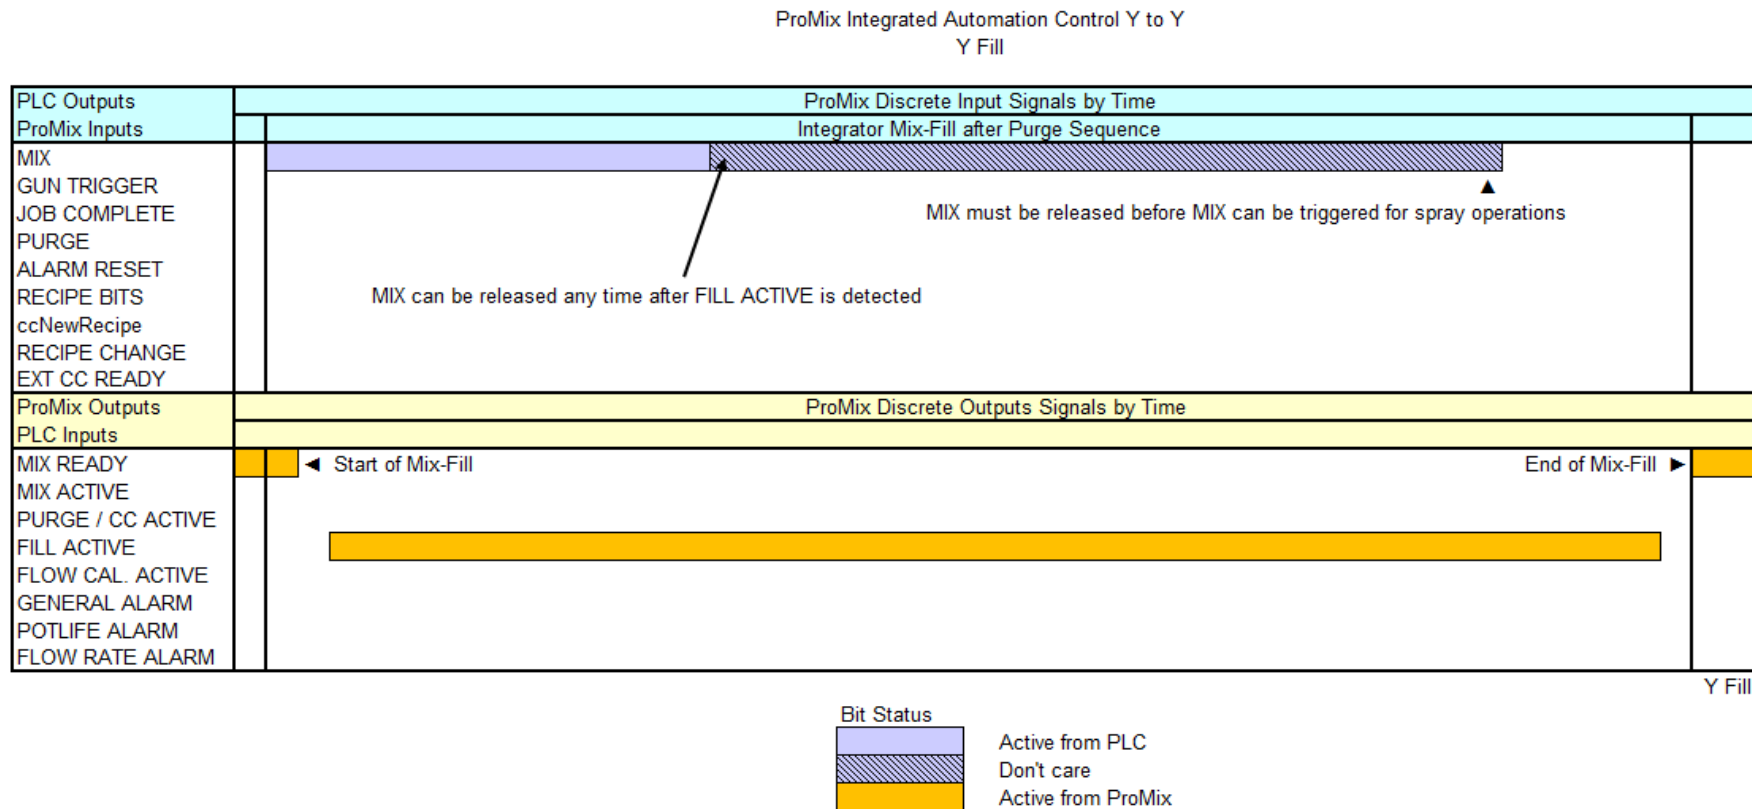 ProMix Integrated Automation Control Y to Y
Y Fill
PLC Outputs
ProMix Discrete Input Signals by Time
ProMix Inputs
Integrator Mix-Fill after Purge Sequence
MIX
GUN TRIGGER
JOB COMPLETE
MIX must be released before MIX can be triggered for spray operations
PURGE
ALARM RESET
RECIPE BITS
MIX can be released any time after FILL ACTIVE is detected
ccNewRecipe
RECIPE CHANGE
EXT CC READY
ProMix Outputs
ProMix Discrete Outputs Signals by Time
PLC Inputs
MIX READY
◄ Start of Mix-Fill
End of Mix-Fill ►
MIX ACTIVE
PURGE / CC ACTIVE
FILL ACTIVE
FLOW CAL. ACTIVE
GENERAL ALARM
POTLIFE ALARM
FLOW RATE ALARM
Y Fill
Bit Status
Active from PLC
Don't care
Active from ProMix